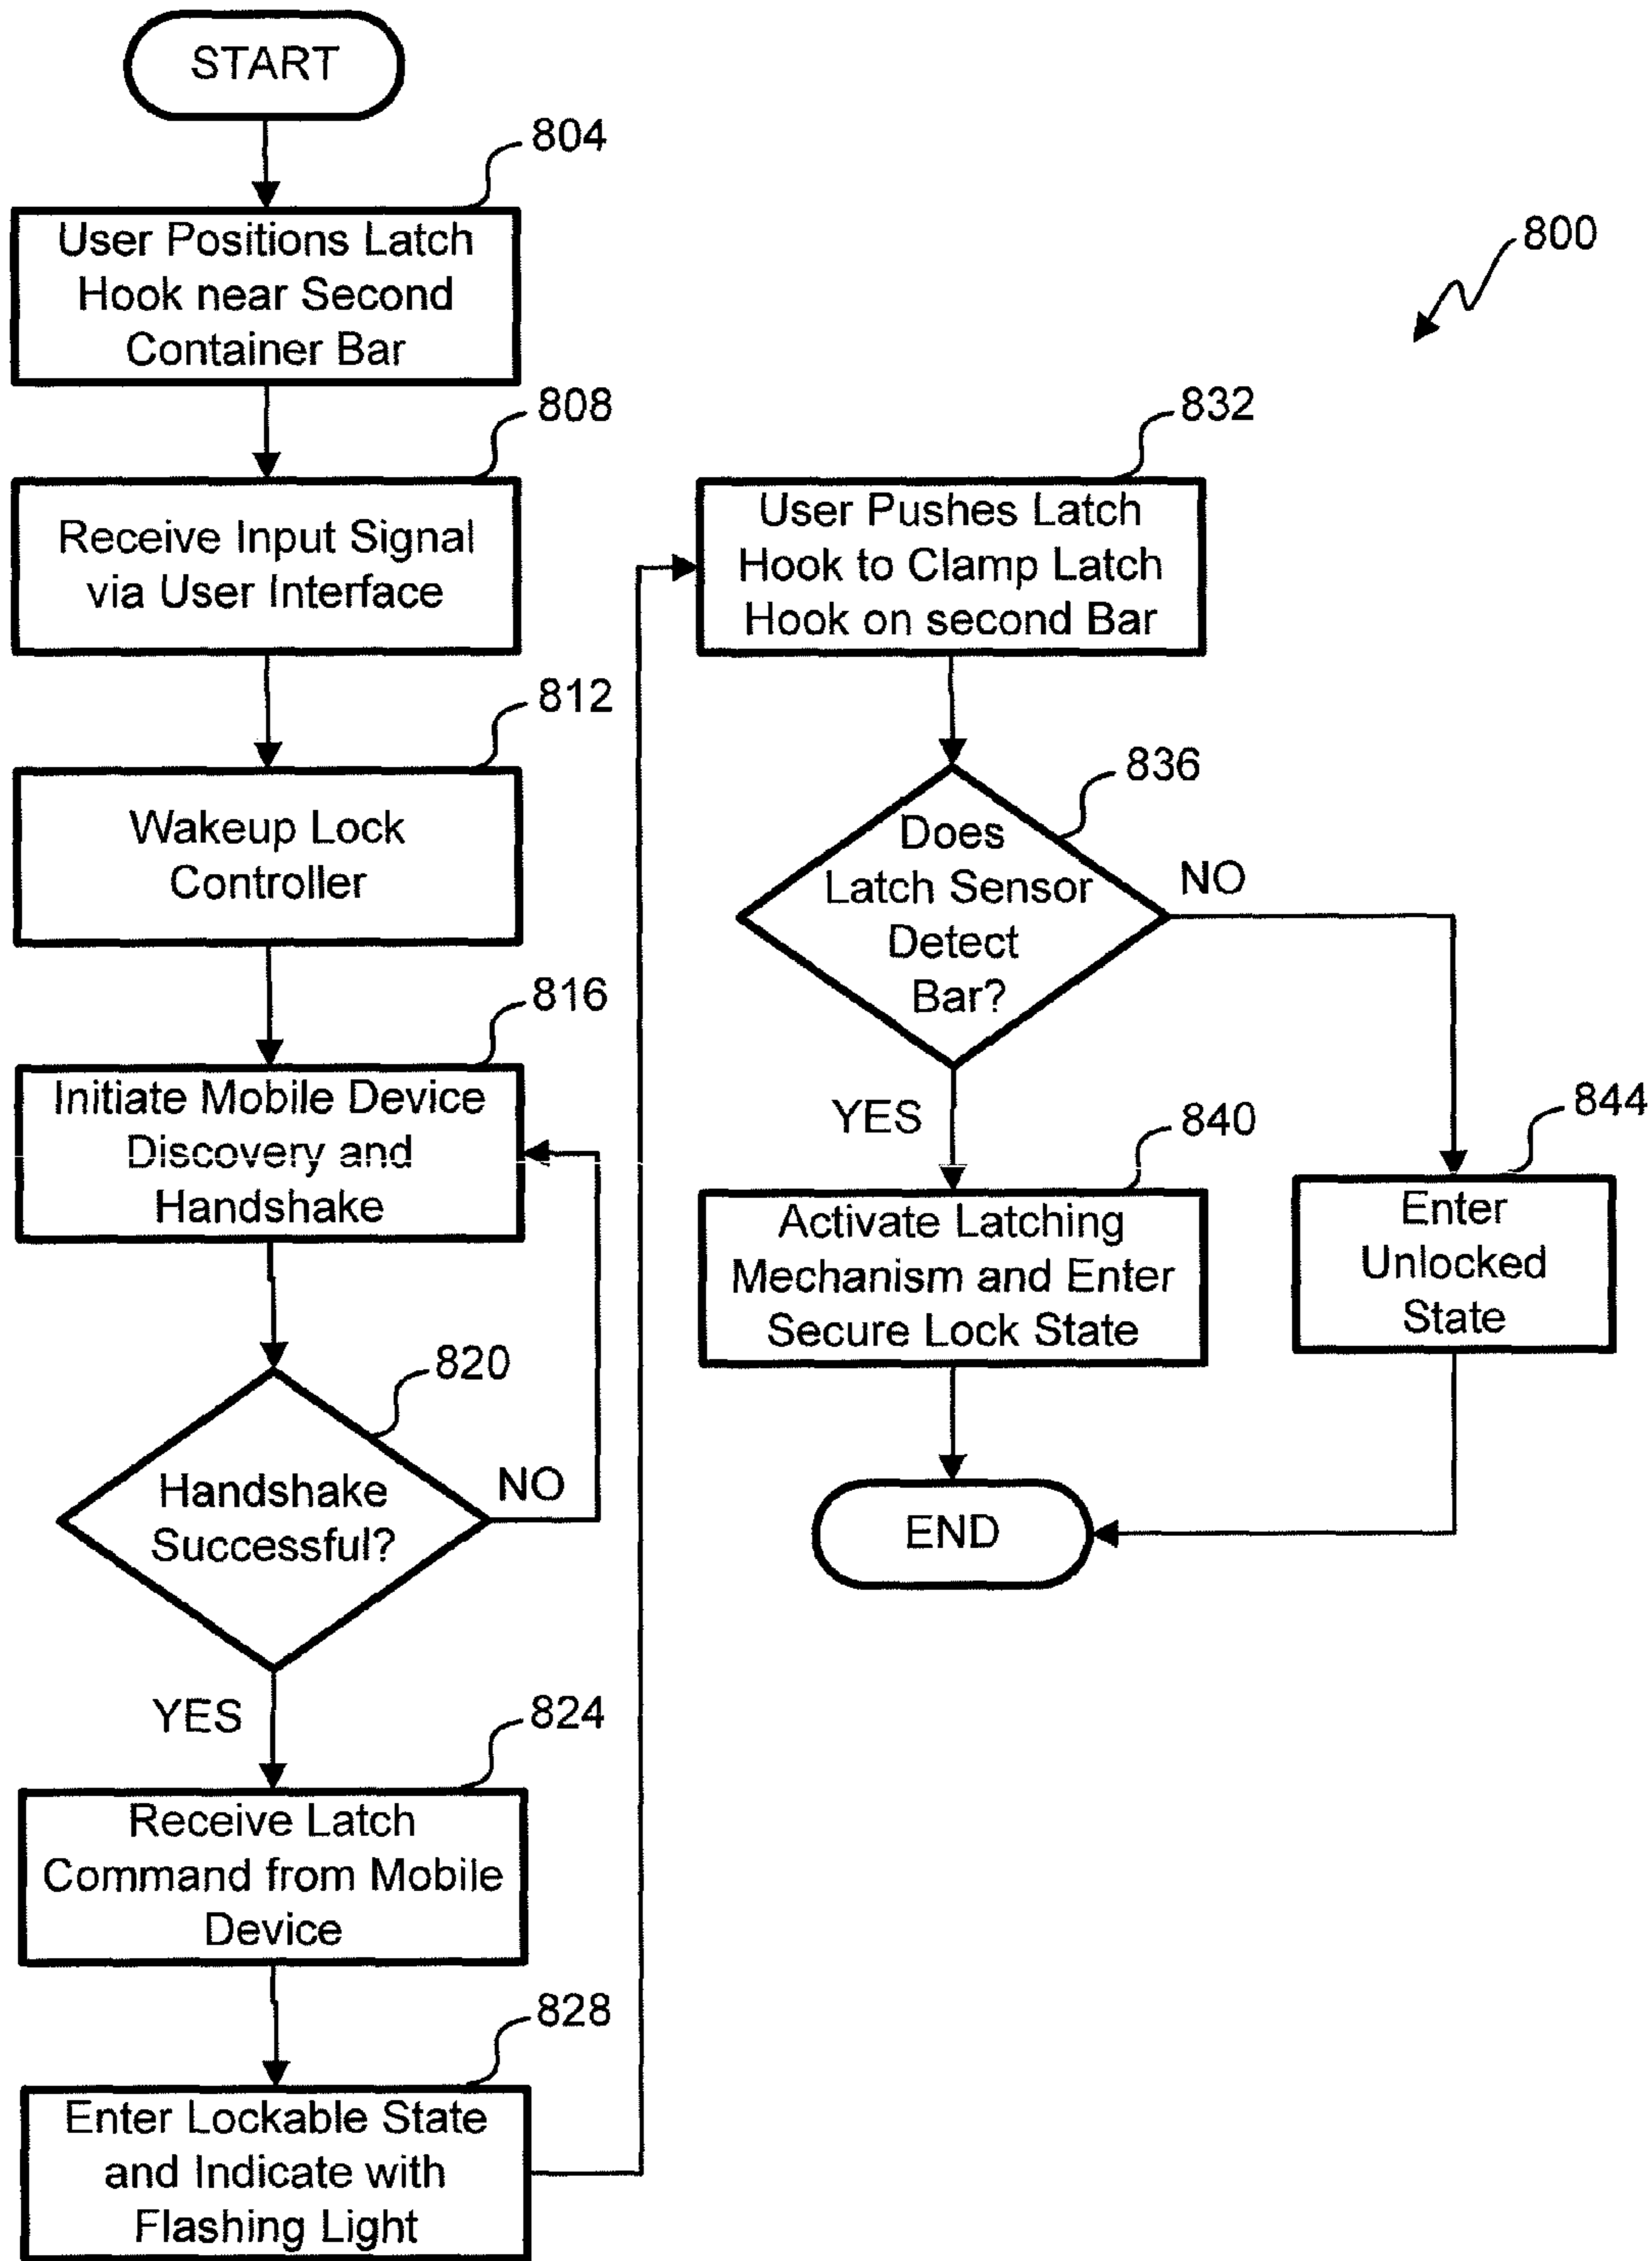 START
804
User Positions Latch
Hook near Second
Container Bar
808
Receive Input Signal
via User Interface
812
Wakeup Lock
Controller
816
Initiate Mobile Device
Discovery and
Handshake
820
Handshake
Successful?
NO
YES
824
Receive Latch
Command from Mobile
Device
828
Enter Lockable State
and Indicate with
Flashing Light
800
832
User Pushes Latch
Hook to Clamp Latch
Hook on second Bar
836
Does
Latch Sensor
Detect
Bar?
NO
YES
840
Activate Latching
Mechanism and Enter
Secure Lock State
844
Enter
Unlocked
State
END